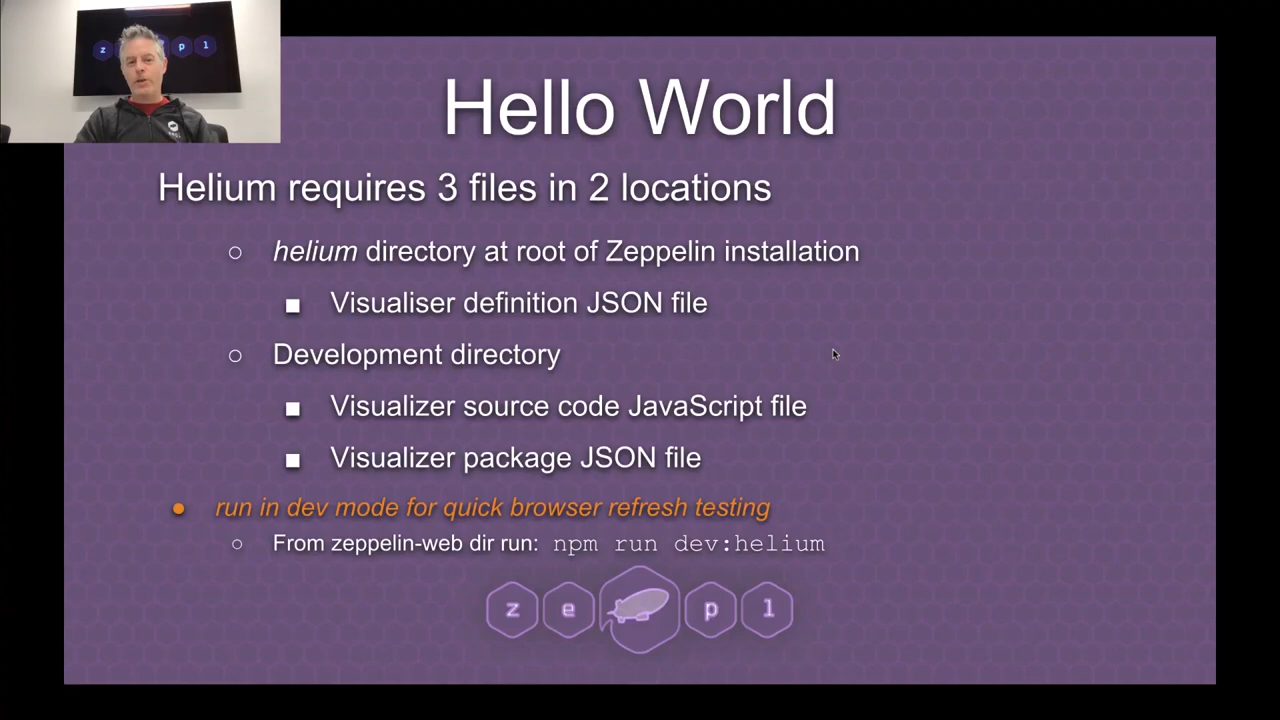 z p l
Hello World
Helium requires 3 files in 2 locations
○ helium directory at root of Zeppelin installation
■ Visualiser definition JSON file
○ Development directory
■ Visualizer source code JavaScript file
■ Visualizer package JSON file
● run in dev mode for quick browser refresh testing
○ From zeppelin-web dir run: npm run dev:helium
z e p l